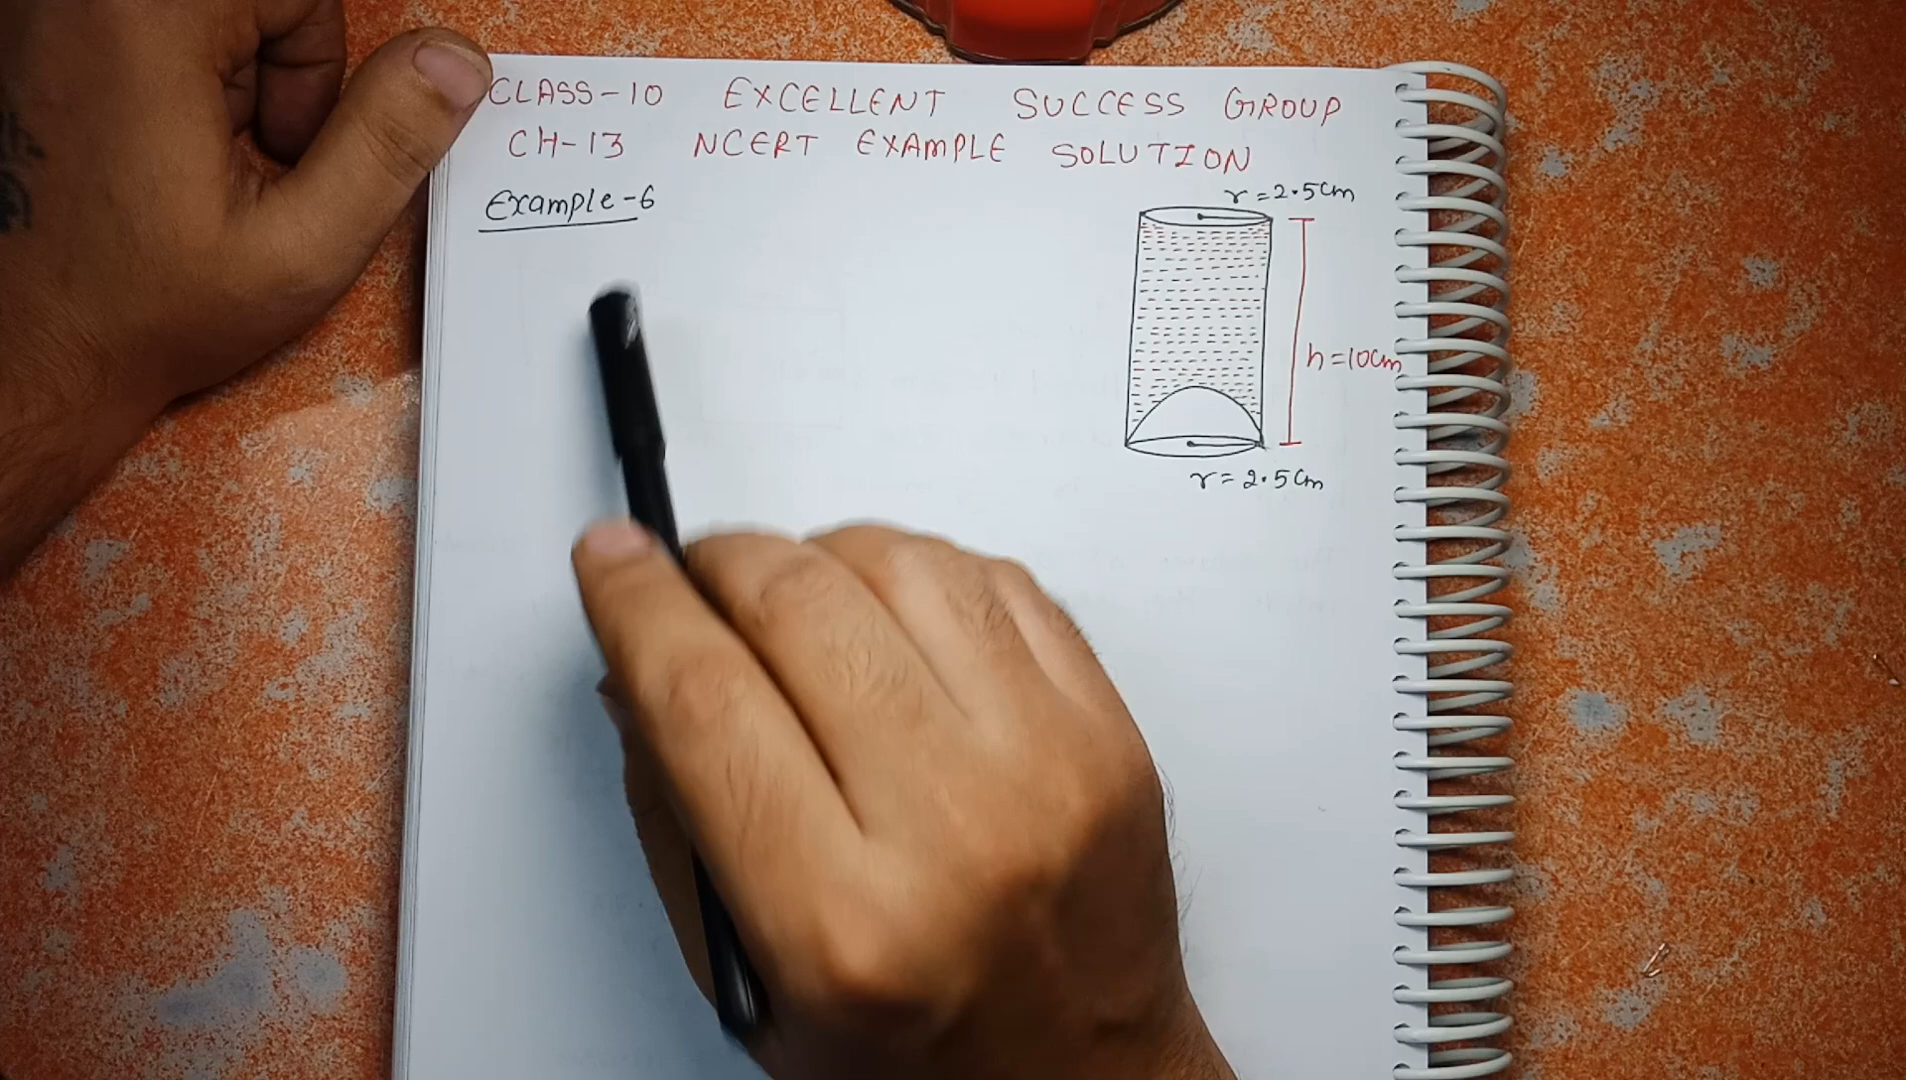 CLASS-10 EXCELLENT SUCCESS GROUP
CH-13 NCERT EXAMPLE SOLUTION
Example-6
r=2.5cm
h=10cm
r=2.5cm